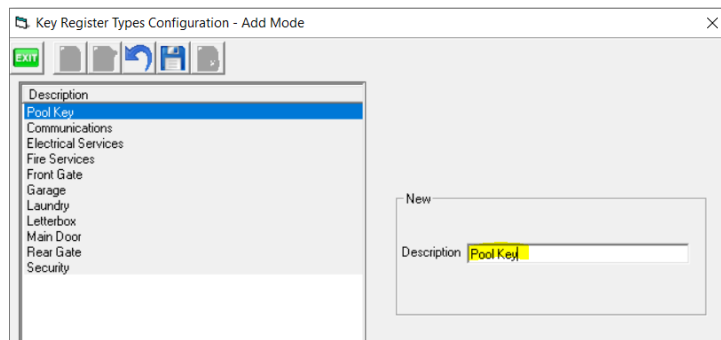 Key Register Types Configuration - Add Mode
EXIT
Description
Pool Key
Communications
Electrical Services
Fire Services
Front Gate
Garage
Laundry
Letterbox
Main Door
Rear Gate
Security
New
Description Pool Key